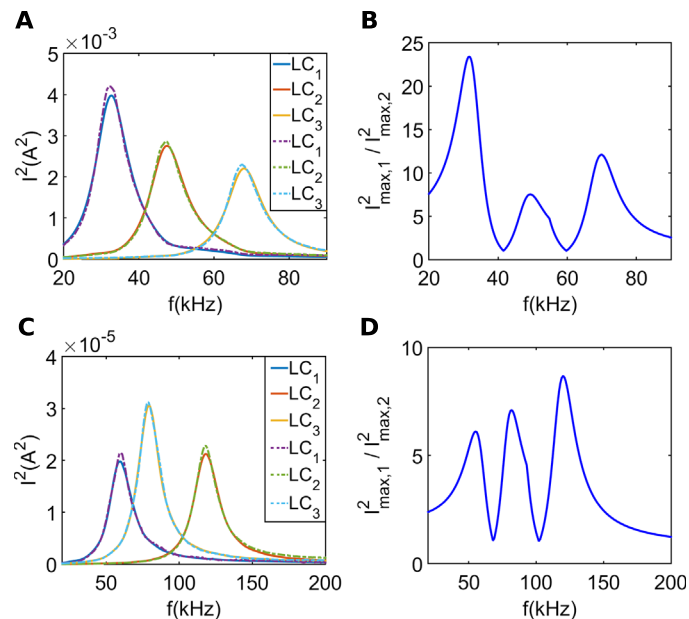 A
×10⁻³
5
4
3
2
1
0
20 40 60 80
I²(A²)
f(kHz)
LC₁
LC₂
LC₃
LC₁
LC₂
LC₃
B
25
20
15
10
5
0
20 40 60 80
I²max,1 / I²max,2
f(kHz)
C
×10⁻⁵
4
3
2
1
0
50 100 150 200
I²(A²)
f(kHz)
LC₁
LC₂
LC₃
LC₁
LC₂
LC₃
D
10
5
0
50 100 150 200
I²max,1 / I²max,2
f(kHz)